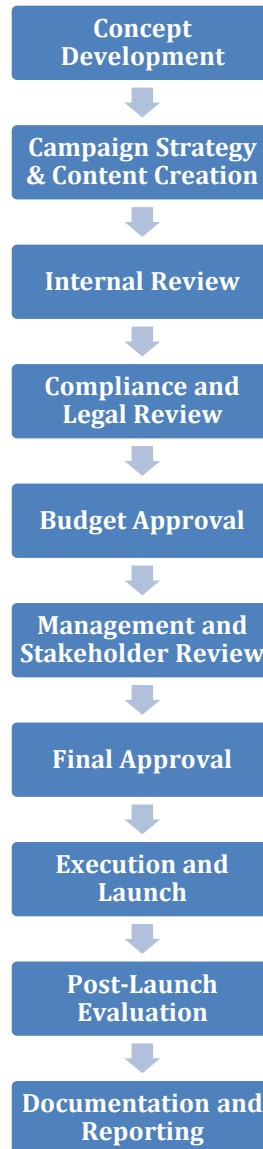 Concept
Development
Campaign Strategy
& Content Creation
Internal Review
Compliance and
Legal Review
Budget Approval
Management and
Stakeholder Review
Final Approval
Execution and
Launch
Post-Launch
Evaluation
Documentation and
Reporting